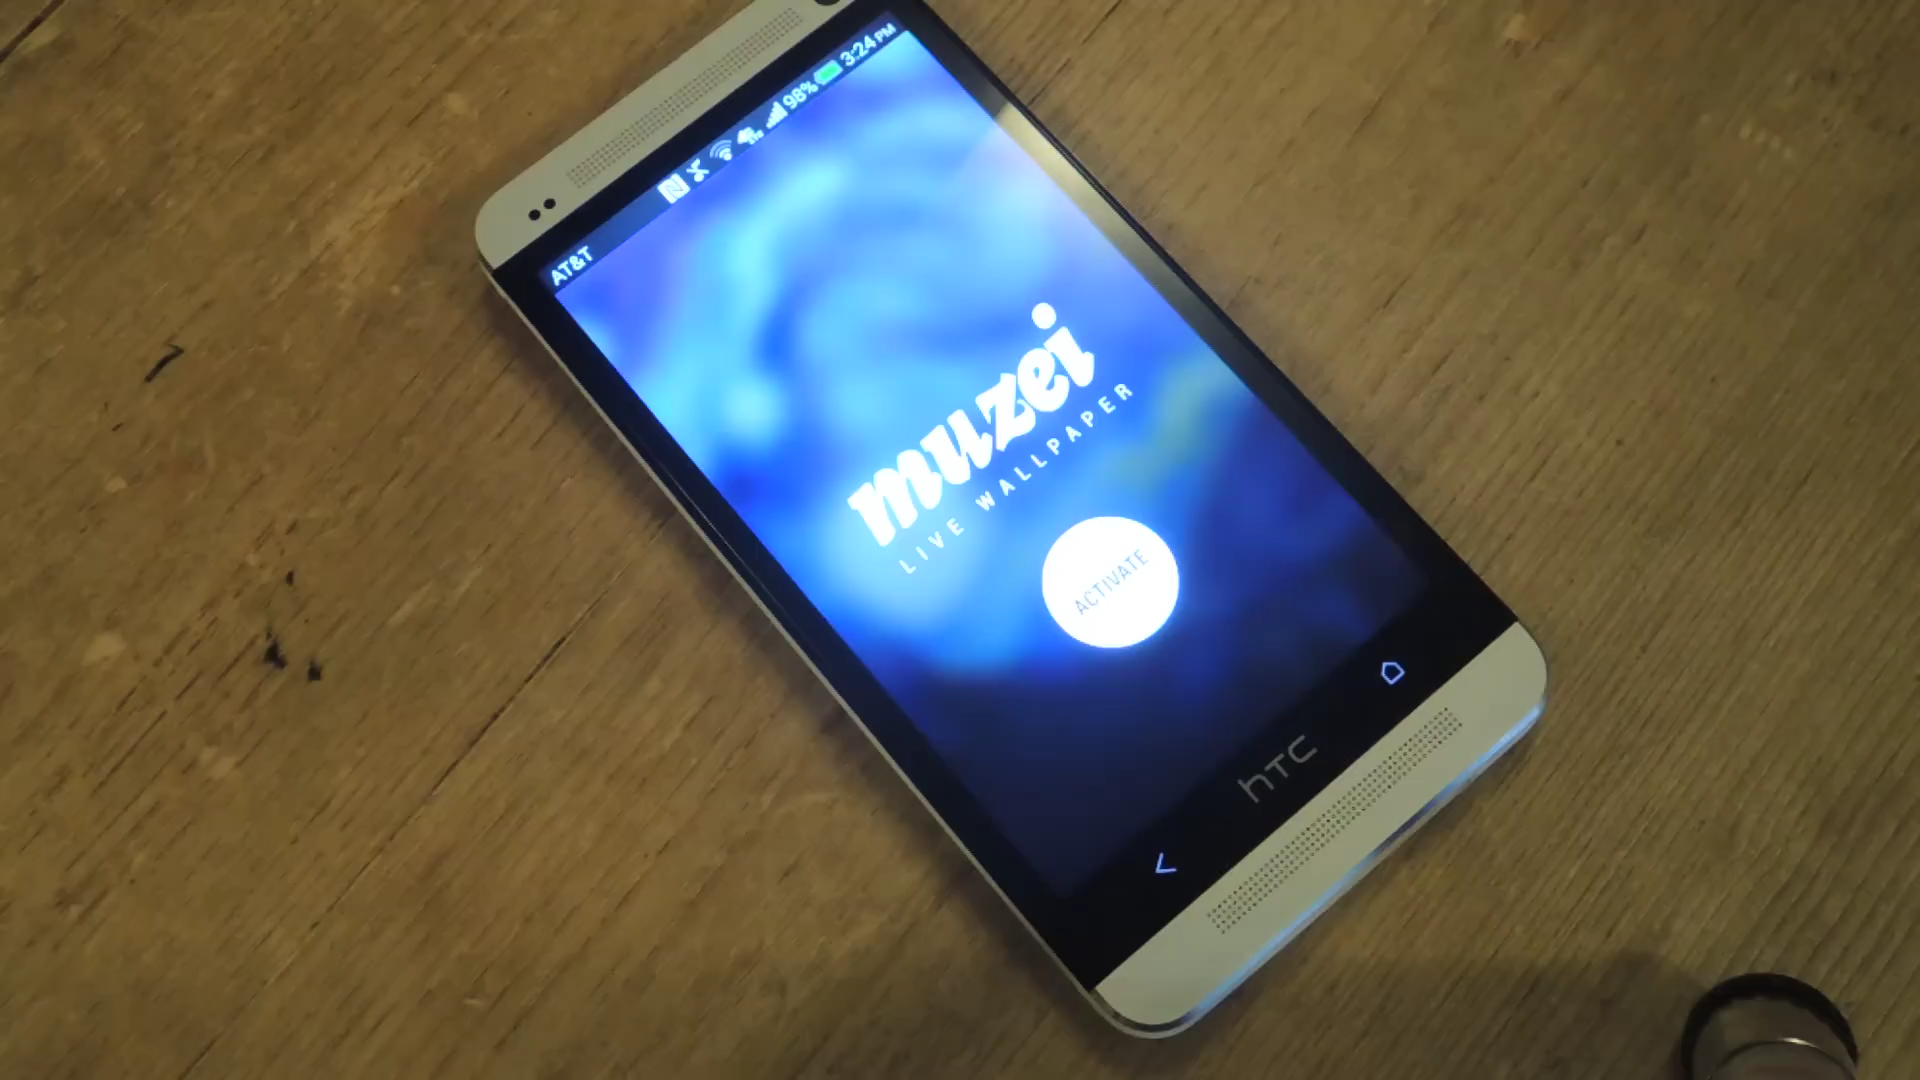 AT&T 98% 3:24 PM
muzei
LIVE WALLPAPER
ACTIVATE
hTC